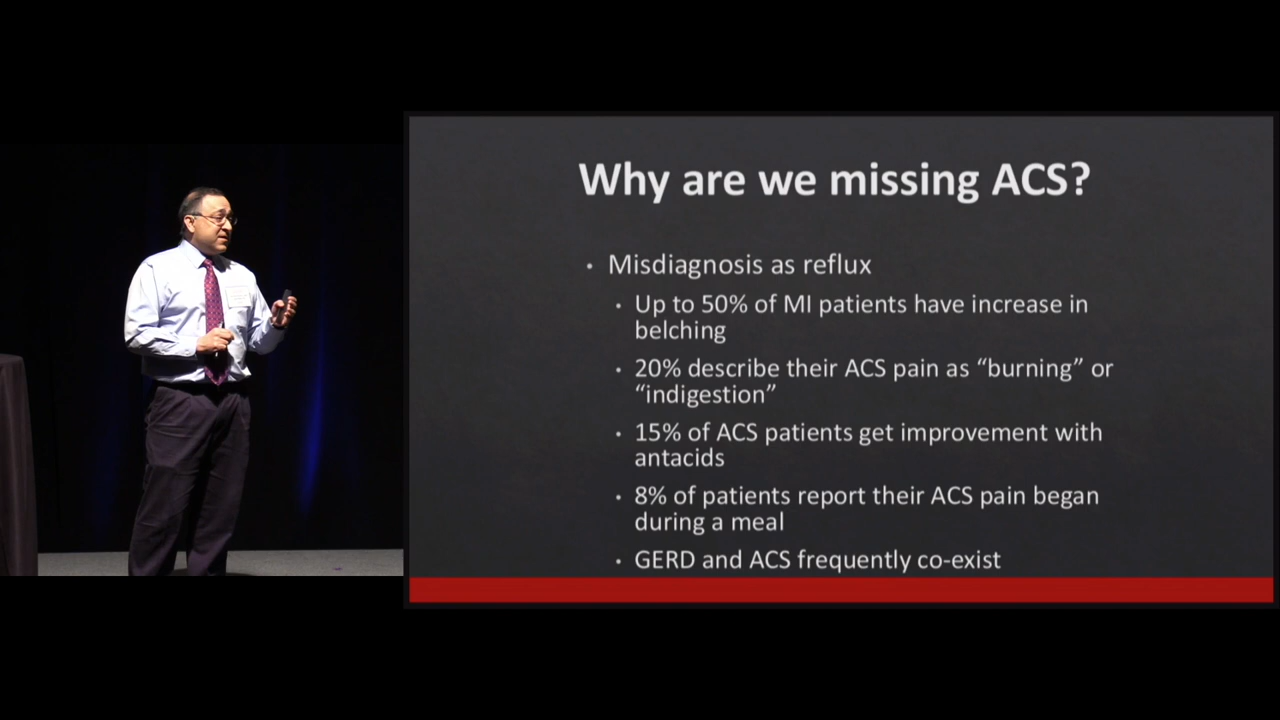 Why are we missing ACS?
• Misdiagnosis as reflux
• Up to 50% of MI patients have increase in
belching
• 20% describe their ACS pain as “burning” or
“indigestion”
• 15% of ACS patients get improvement with
antacids
• 8% of patients report their ACS pain began
during a meal
• GERD and ACS frequently co-exist